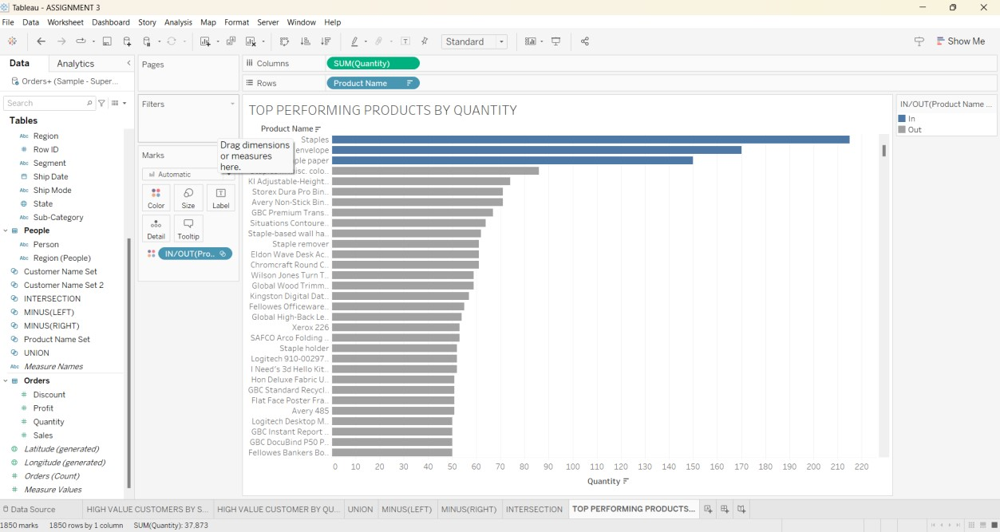 Tableau - ASSIGNMENT 3
File Data Worksheet Dashboard Story Analysis Map Format Server Window Help
Standard
Show Me
Data Analytics
Orders+ (Sample - Super...
Search
Tables
Abc Region
# Row ID
Abc Segment
Ship Date
Abc Ship Mode
State
Abc Sub-Category
People
Abc Person
Abc Region (People)
Customer Name Set
Customer Name Set 2
INTERSECTION
MINUS(LEFT)
MINUS(RIGHT)
Product Name Set
UNION
Abc Measure Names
Orders
# Discount
# Profit
# Quantity
# Sales
Latitude (generated)
Longitude (generated)
# Orders (Count)
# Measure Values
Pages
Filters
Drag dimensions
or measures
here.
Marks
Automatic
Color Size Label
Detail Tooltip
IN/OUT(Pro..
Columns SUM(Quantity)
Rows Product Name
TOP PERFORMING PRODUCTS BY QUANTITY
Product Name
Staples
envelope
ple paper
isc. colo..
KI Adjustable-Height..
Storex Dura Pro Bin..
Avery Non-Stick Bin..
GBC Premium Trans..
Situations Contoure..
Staple-based wall ha..
Staple remover
Eldon Wave Desk Ac..
Chromcraft Round C..
Wilson Jones Turn T..
Global Wood Trimm..
Kingston Digital Dat..
Fellowes Officeware..
Global High-Back Le..
Xerox 226
SAFCO Arco Folding ..
Staple holder
Logitech 910-00297..
I Need's 3d Hello Kit..
Hon Deluxe Fabric U..
GBC Standard Recycl..
Flat Face Poster Fra..
Avery 485
Logitech Desktop M..
GBC Instant Report ..
GBC DocuBind P50 P..
Fellowes Bankers Bo..
0 10 20 30 40 50 60 70 80 90 100 110 120 130 140 150 160 170 180 190 200 210 220
Quantity
IN/OUT(Product Name ...
In
Out
Data Source HIGH VALUE CUSTOMERS BY S... HIGH VALUE CUSTOMER BY QU... UNION MINUS(LEFT) MINUS(RIGHT) INTERSECTION TOP PERFORMING PRODUCTS...
1850 marks 1850 rows by 1 column SUM(Quantity): 37.873